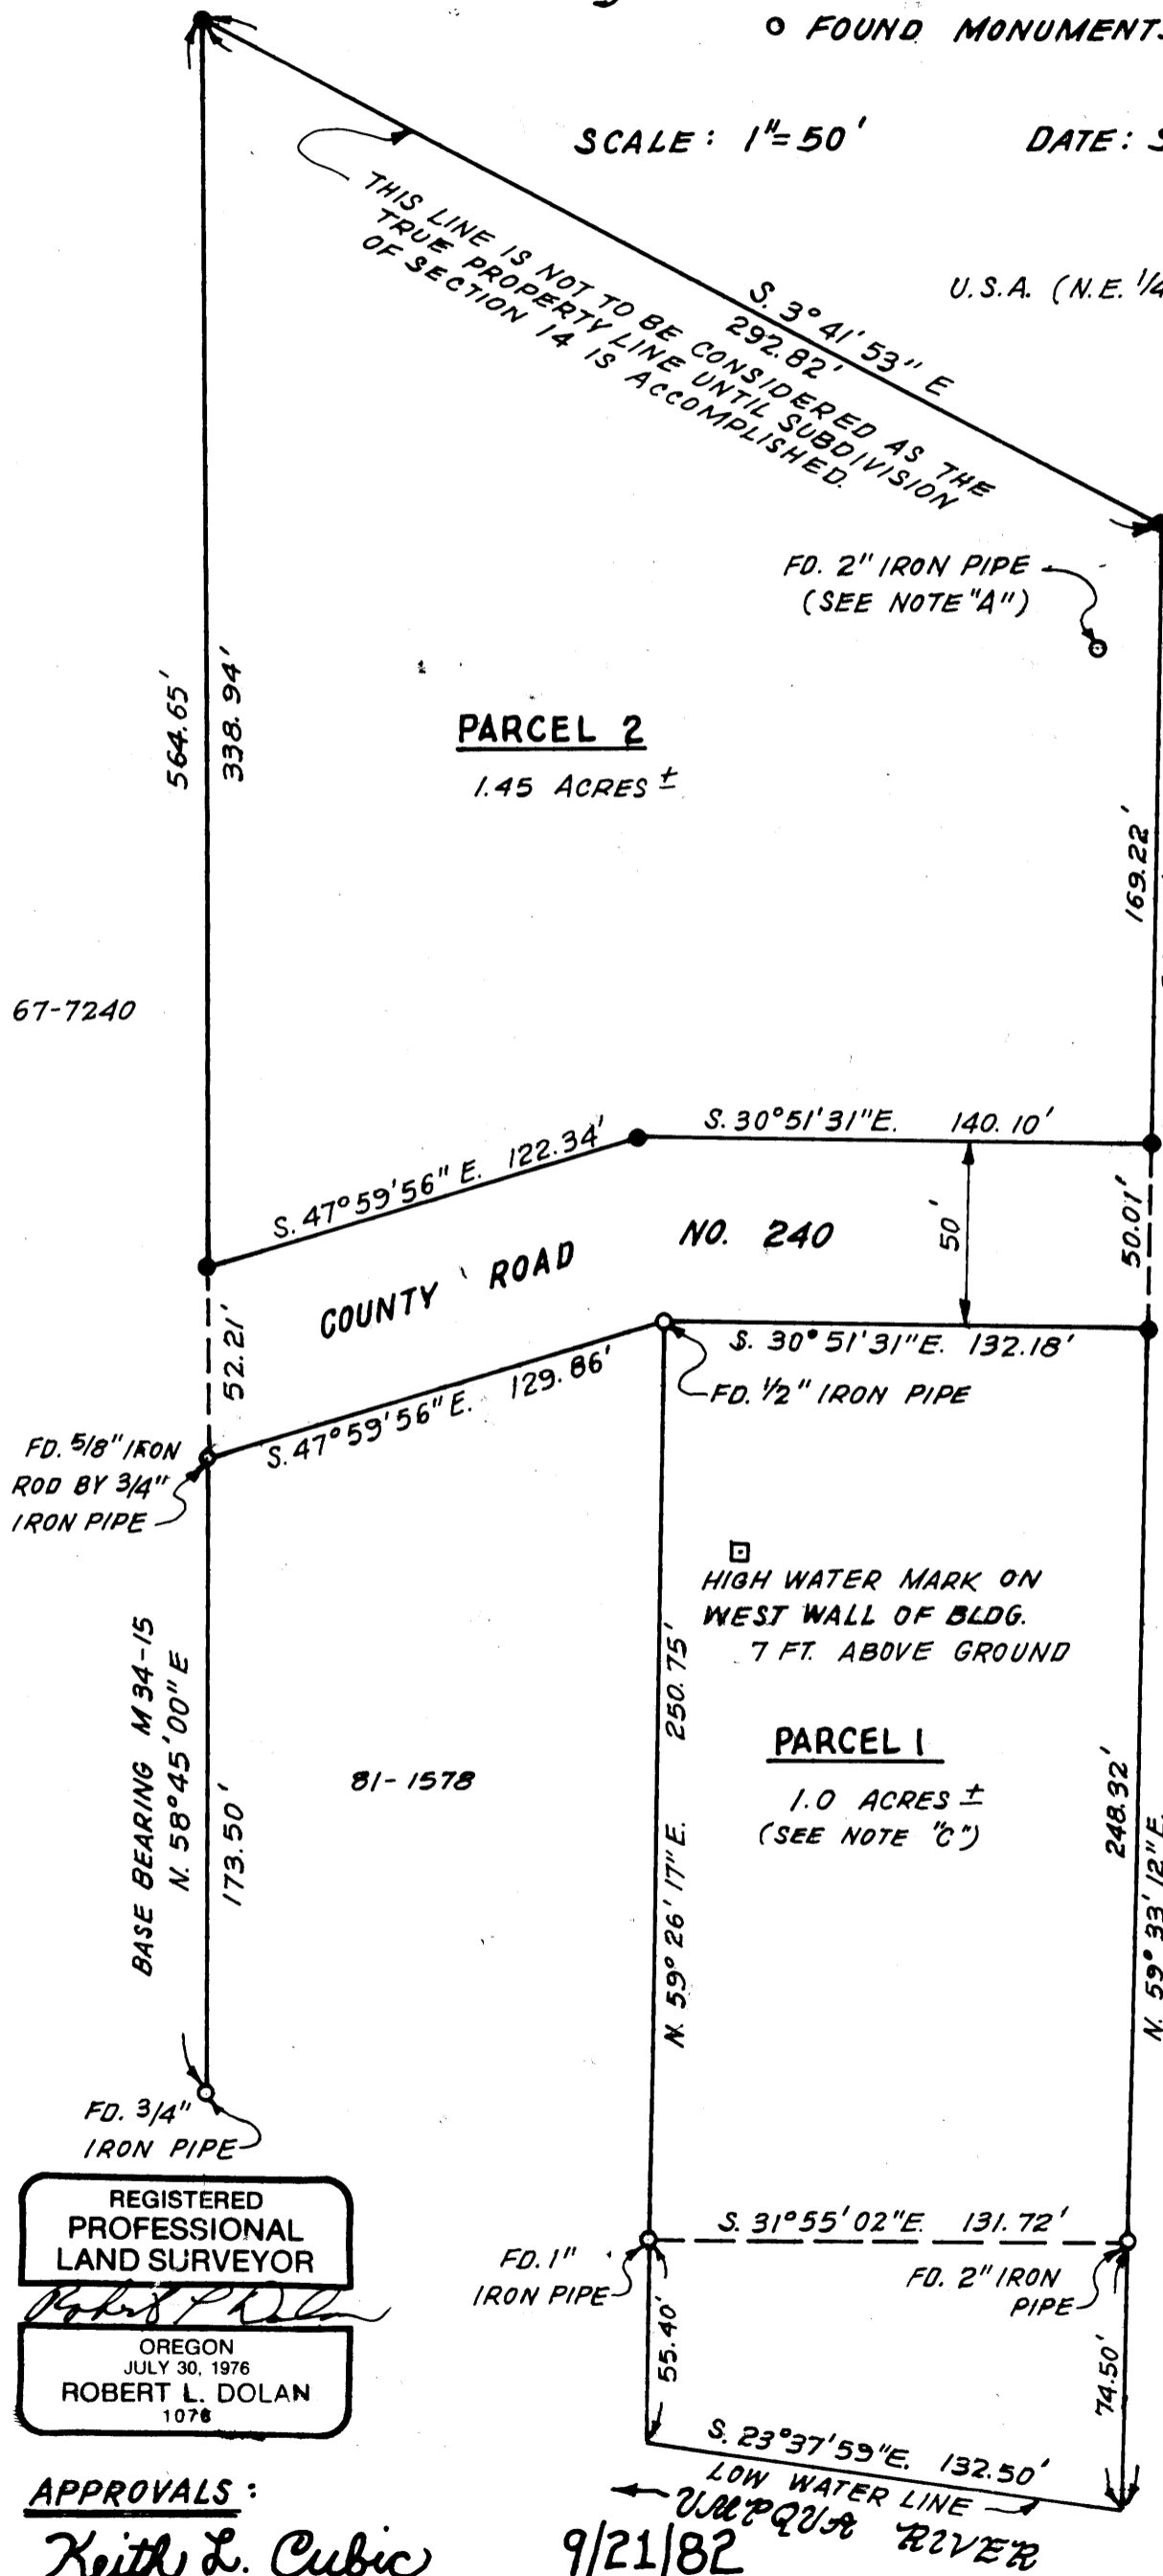 FOUND MONUMENTS
SCALE: 1"=50'
DATE:
THIS LINE IS NOT TO BE CONSIDERED AS THE
TRUE PROPERTY LINE UNTIL SUBDIVISION
OF SECTION 14 IS ACCOMPLISHED.
S. 3°41'53" E
292.82'
U.S.A. (N.E. 1/4
FD. 2" IRON PIPE
(SEE NOTE "A")
564.65'
338.94'
PARCEL 2
1.45 ACRES ±
169.22'
67-7240
S. 30°51'31"E. 140.10'
S. 47°59'56" E. 122.34'
NO. 240
50'
50.01'
COUNTY ROAD
52.21'
S. 30°51'31"E. 132.18'
S. 47°59'56"E. 129.86'
FD. 1/2" IRON PIPE
FD. 5/8" IRON
ROD BY 3/4"
IRON PIPE
HIGH WATER MARK ON
WEST WALL OF BLDG.
7 FT. ABOVE GROUND
BASE BEARING M34-15
N. 58°45'00" E
173.50'
81-1578
N. 59°26'17"E. 250.75'
PARCEL 1
1.0 ACRES ±
(SEE NOTE "C")
248.32'
N. 59°33'12"E.
FD. 3/4"
IRON PIPE
REGISTERED
PROFESSIONAL
LAND SURVEYOR
Robert L. Dolan
OREGON
JULY 30, 1976
ROBERT L. DOLAN
1076
S. 31°55'02"E. 131.72'
FD. 1"
IRON PIPE
FD. 2" IRON
PIPE
55.40'
74.50'
S. 23°37'59"E. 132.50'
LOW WATER LINE
UMPQUA RIVER
APPROVALS:
Keith L. Cubic 9/21/82